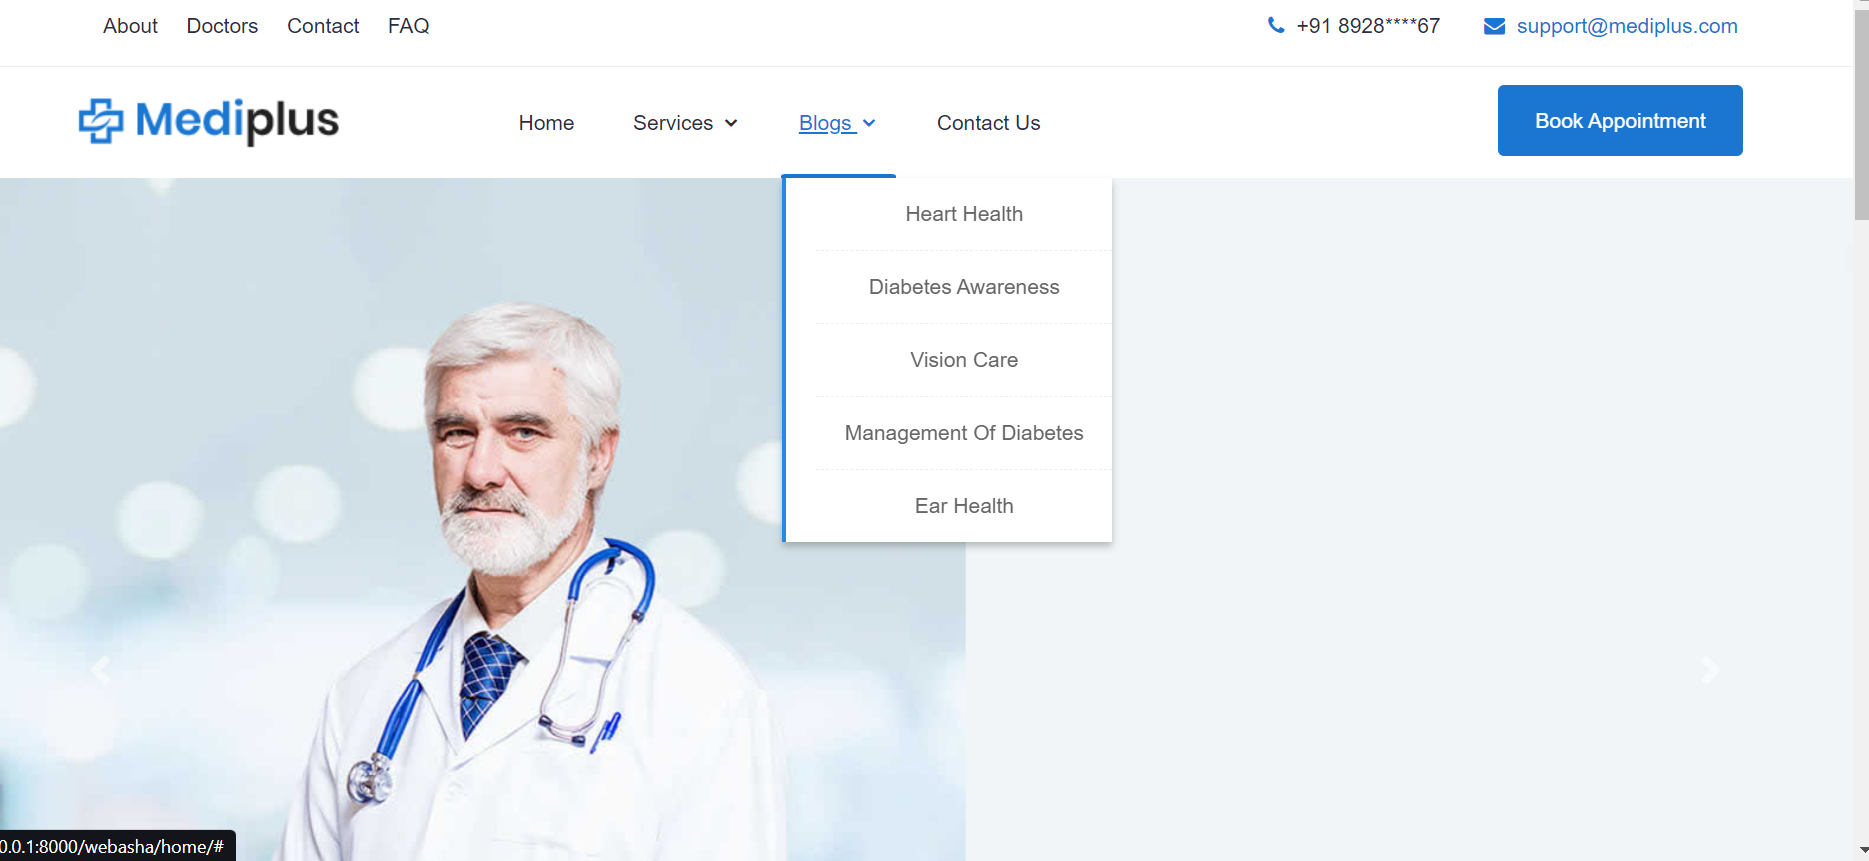 About Doctors Contact FAQ +91 8928****67 support@mediplus.com
Mediplus Home Services Blogs Contact Us Book Appointment
Heart Health
Diabetes Awareness
Vision Care
Management Of Diabetes
Ear Health
0.0.1:8000/webasha/home/#